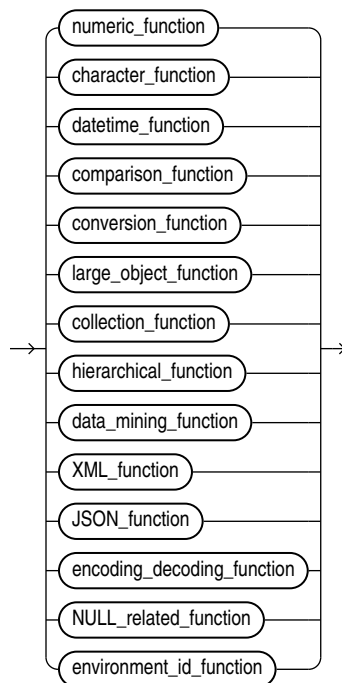 numeric_function
character_function
datetime_function
comparison_function
conversion_function
large_object_function
collection_function
hierarchical_function
data_mining_function
XML_function
JSON_function
encoding_decoding_function
NULL_related_function
environment_id_function